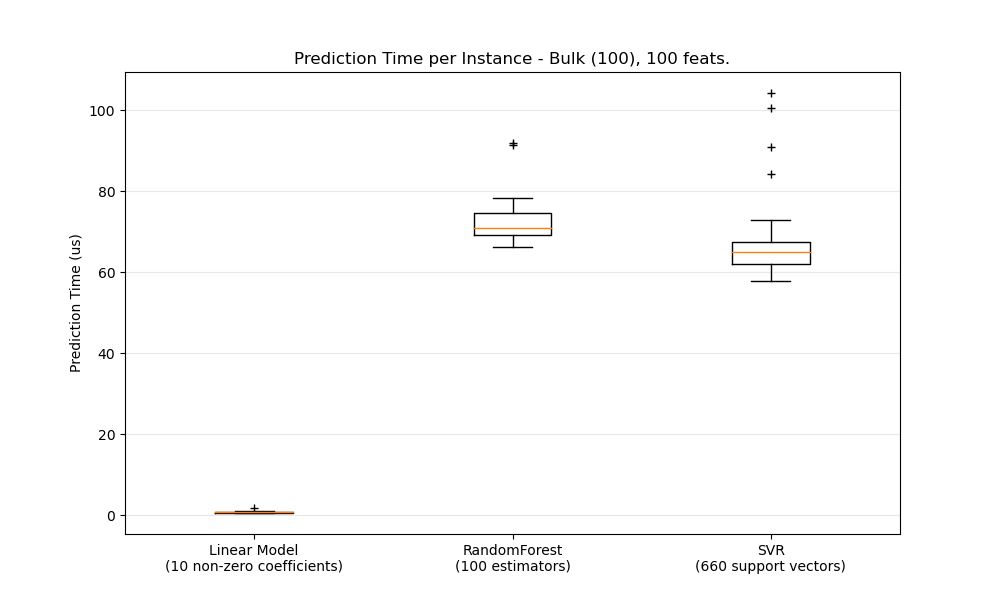 Prediction Time per Instance - Bulk (100), 100 feats.
Prediction Time (us)
100
80
60
40
20
0
Linear Model
(10 non-zero coefficients)
RandomForest
(100 estimators)
SVR
(660 support vectors)